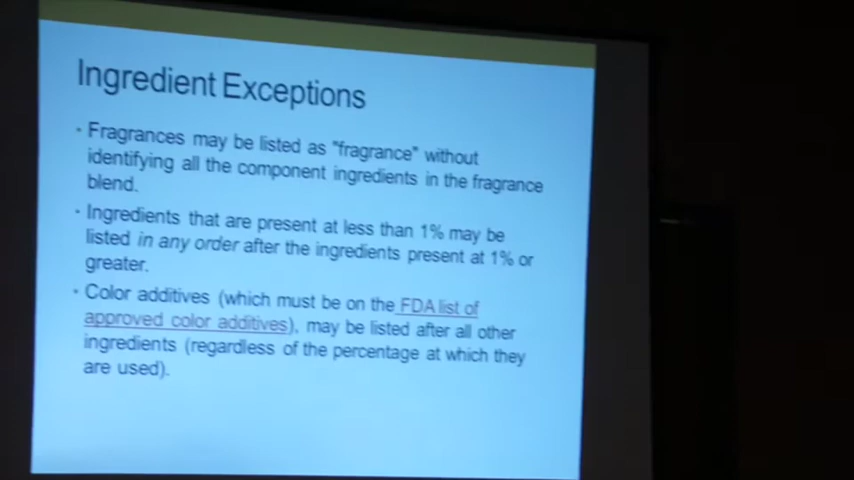 Ingredient Exceptions
• Fragrances may be listed as "fragrance" without
identifying all the component ingredients in the fragrance
blend.
• Ingredients that are present at less than 1% may be
listed in any order after the ingredients present at 1% or
greater.
• Color additives (which must be on the FDA list of
approved color additives), may be listed after all other
ingredients (regardless of the percentage at which they
are used).